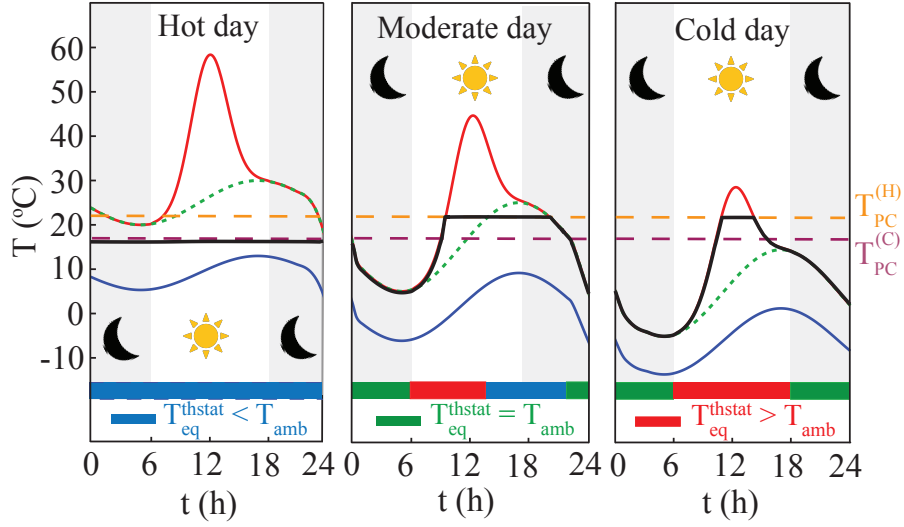 Hot day
Moderate day
Cold day
60
50
40
30
20
10
0
-10
T (ºC)
T_PC^(H)
T_PC^(C)
T_eq^thstat < T_amb
T_eq^thstat = T_amb
T_eq^thstat > T_amb
0 6 12 18 24
0 6 12 18 24
0 6 12 18 24
t (h)
t (h)
t (h)